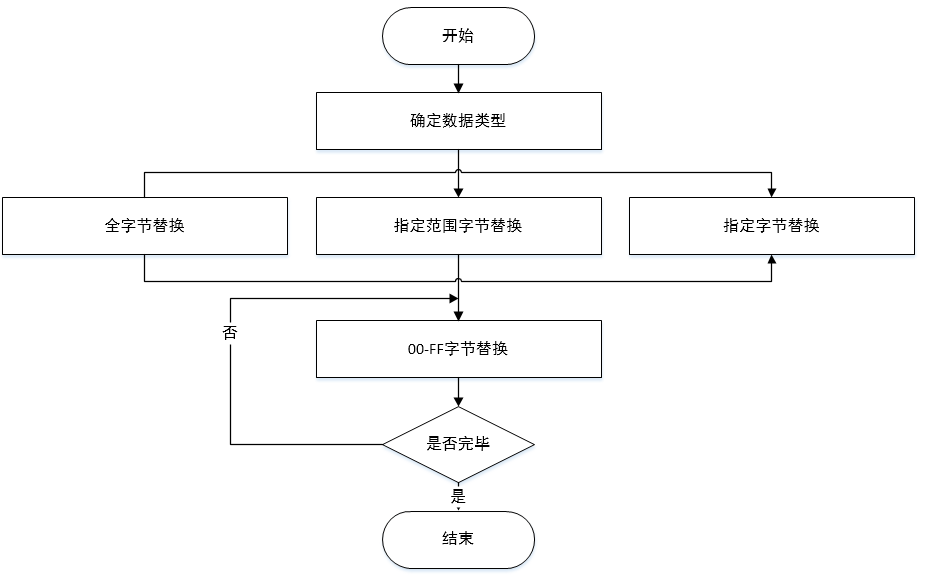 开始
确定数据类型
全字节替换
指定范围字节替换
指定字节替换
否
00-FF字节替换
是否完毕
是
结束